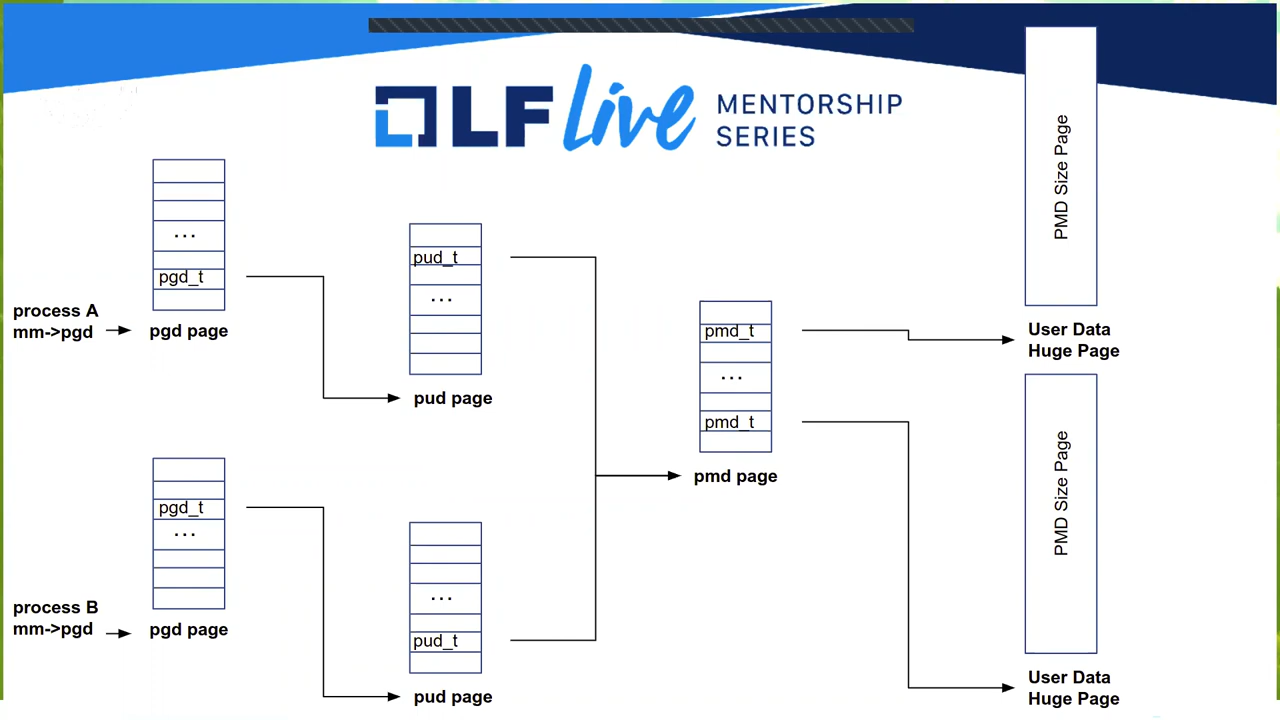 LF Live MENTORSHIP
SERIES
PMD Size Page
...
pgd_t
process A
mm->pgd
pgd page
pud_t
...
pud page
pmd_t
...
pmd_t
pmd page
User Data
Huge Page
pgd_t
...
process B
mm->pgd
pgd page
...
pud_t
pud page
PMD Size Page
User Data
Huge Page